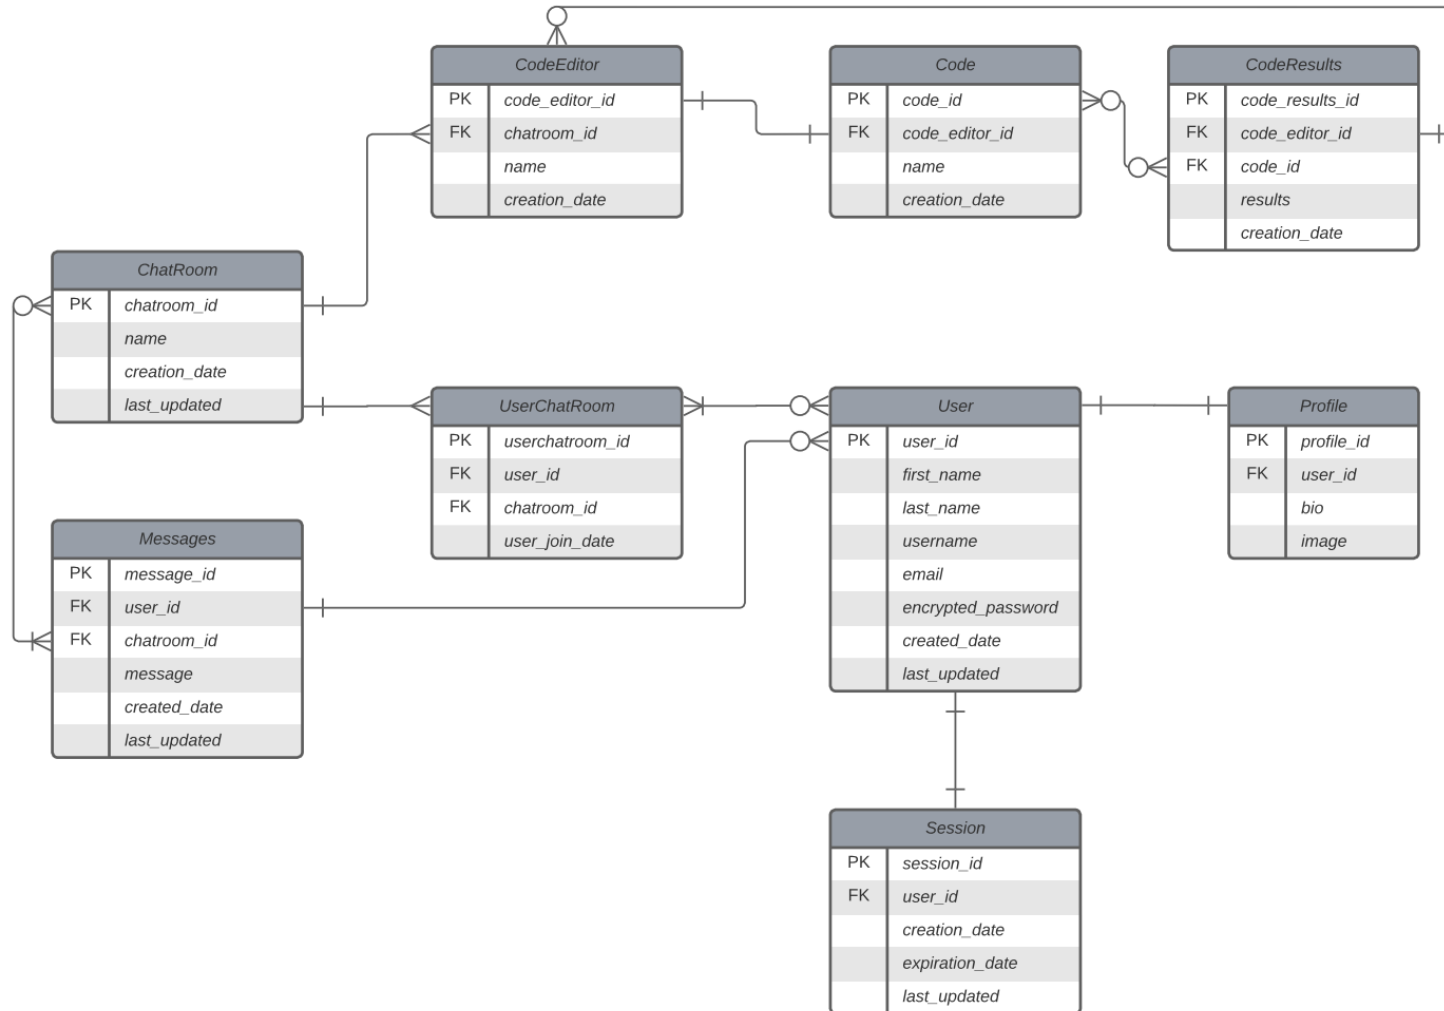 CodeEditor
PK code_editor_id
FK chatroom_id
name
creation_date
Code
PK code_id
FK code_editor_id
name
creation_date
CodeResults
PK code_results_id
FK code_editor_id
FK code_id
results
creation_date
ChatRoom
PK chatroom_id
name
creation_date
last_updated
UserChatRoom
PK userchatroom_id
FK user_id
FK chatroom_id
user_join_date
User
PK user_id
first_name
last_name
username
email
encrypted_password
created_date
last_updated
Profile
PK profile_id
FK user_id
bio
image
Messages
PK message_id
FK user_id
FK chatroom_id
message
created_date
last_updated
Session
PK session_id
FK user_id
creation_date
expiration_date
last_updated